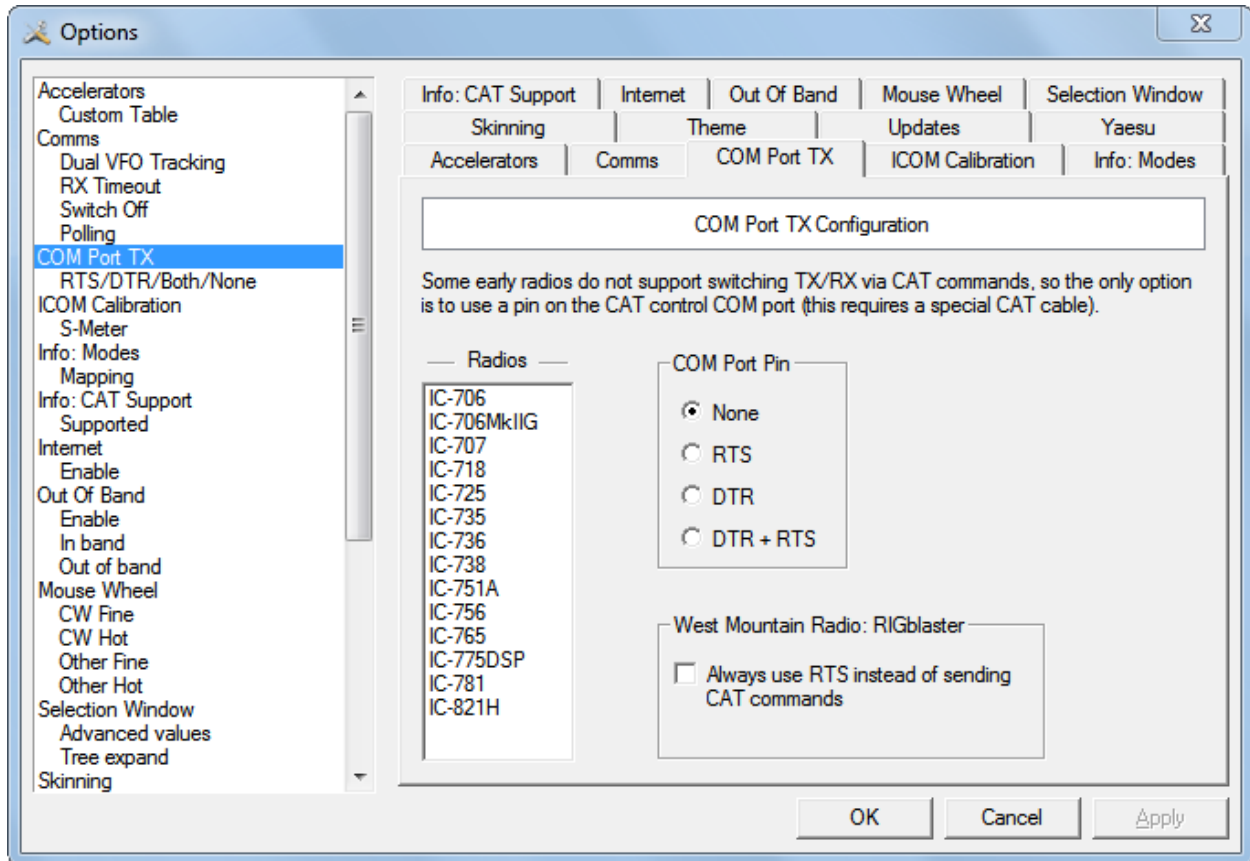 Options
Accelerators
Custom Table
Comms
Dual VFO Tracking
RX Timeout
Switch Off
Polling
COM Port TX
RTS/DTR/Both/None
ICOM Calibration
S-Meter
Info: Modes
Mapping
Info: CAT Support
Supported
Internet
Enable
Out Of Band
Enable
In band
Out of band
Mouse Wheel
CW Fine
CW Hot
Other Fine
Other Hot
Selection Window
Advanced values
Tree expand
Skinning
Info: CAT Support Internet Out Of Band Mouse Wheel Selection Window
Skinning Theme Updates Yaesu
Accelerators Comms COM Port TX ICOM Calibration Info: Modes
COM Port TX Configuration
Some early radios do not support switching TX/RX via CAT commands, so the only option
is to use a pin on the CAT control COM port (this requires a special CAT cable).
Radios
IC-706
IC-706MkIIG
IC-707
IC-718
IC-725
IC-735
IC-736
IC-738
IC-751A
IC-756
IC-765
IC-775DSP
IC-781
IC-821H
COM Port Pin
None
RTS
DTR
DTR + RTS
West Mountain Radio: RIGblaster
Always use RTS instead of sending
CAT commands
OK Cancel Apply